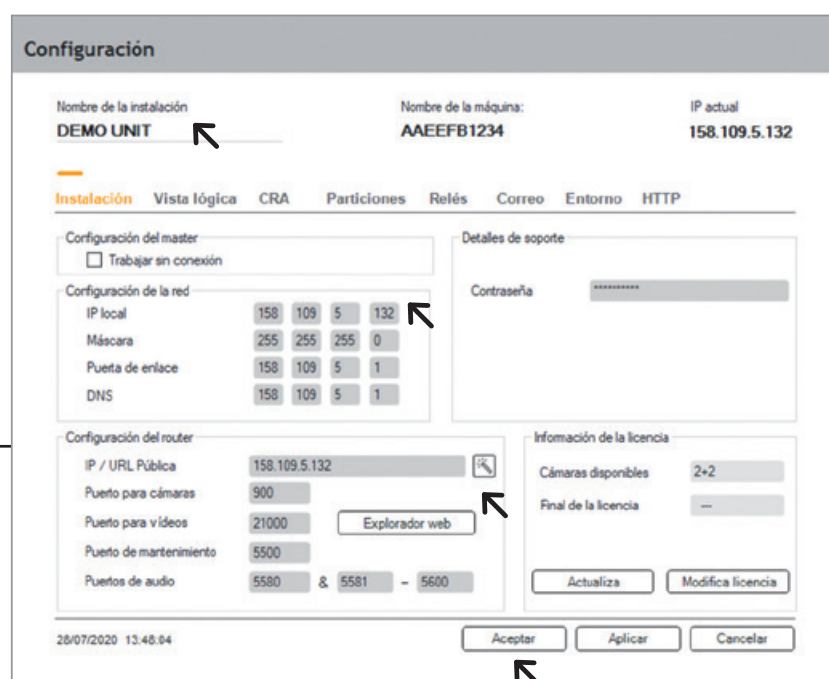 Configuración
Nombre de la instalación Nombre de la máquina: IP actual
DEMO UNIT AAEEFB1234 158.109.5.132
Instalación Vista lógica CRA Particiones Relés Correo Entorno HTTP
Configuración del master
Trabajar sin conexión
Detalles de soporte
Contraseña **********
Configuración de la red
IP local 158 109 5 132
Máscara 255 255 255 0
Puerta de enlace 158 109 5 1
DNS 158 109 5 1
Configuración del router
IP / URL Pública 158.109.5.132
Puerto para cámaras 900
Puerto para vídeos 21000 Explorador web
Puerto de mantenimiento 5500
Puertos de audio 5580 & 5581 - 5600
Información de la licencia
Cámaras disponibles 2+2
Final de la licencia ---
Actualiza Modifica licencia
28/07/2020 13:48:04 Aceptar Aplicar Cancelar